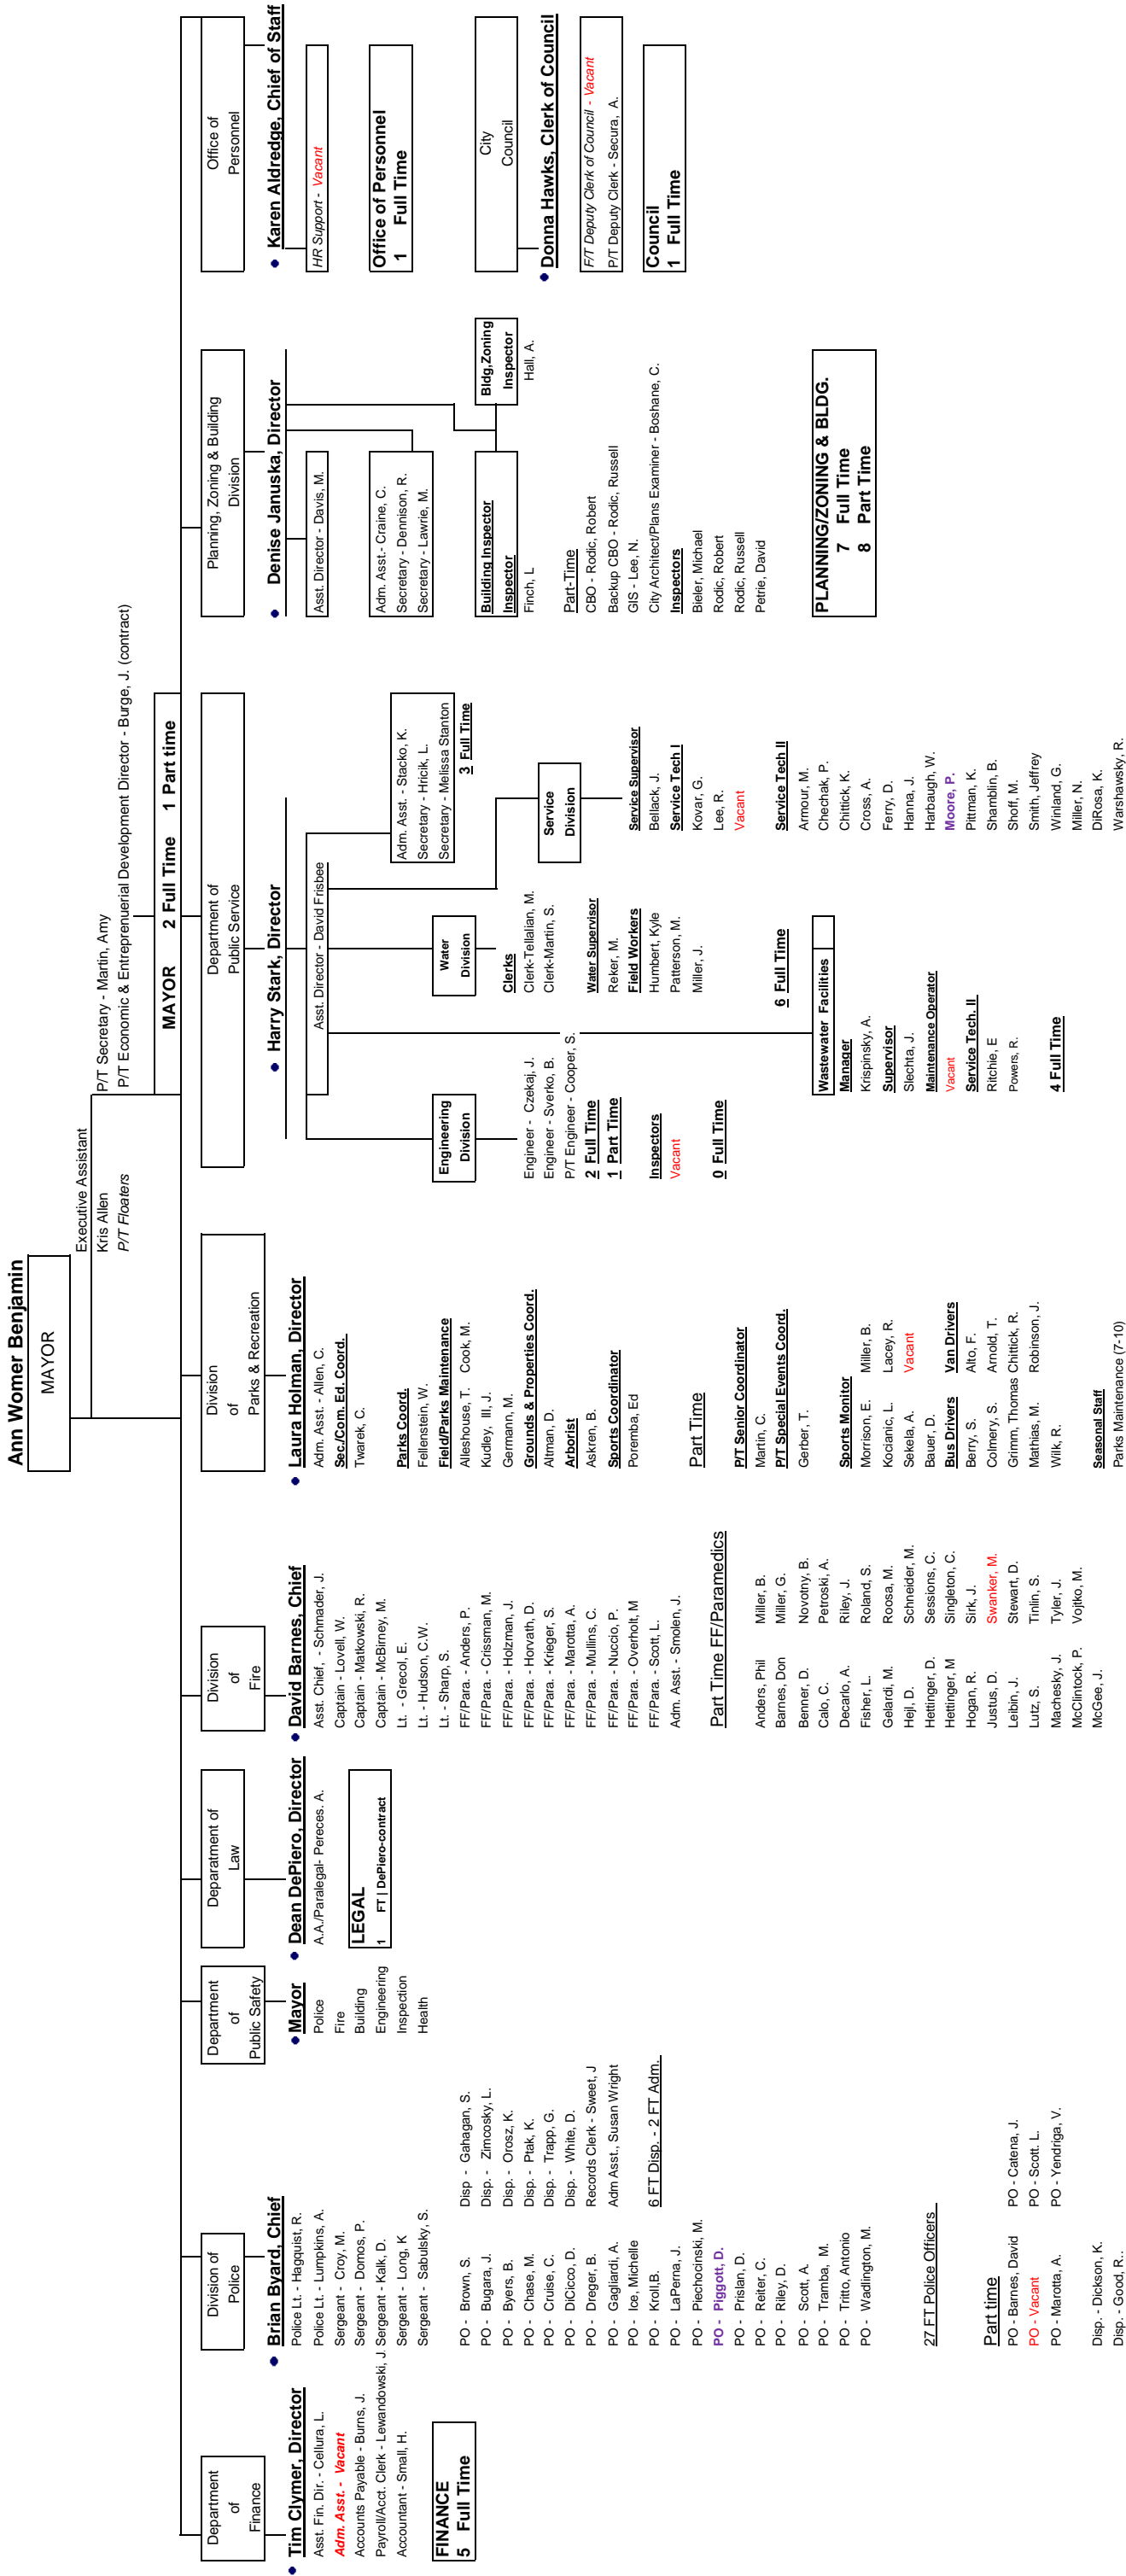 Ann Womer Benjamin
MAYOR
Executive Assistant
Kris Allen
P/T Floaters
P/T Secretary - Martin, Amy
P/T Economic & Entreprenuerial Development Director - Burge, J. (contract)
MAYOR 2 Full Time 1 Part time
Department
of
Finance
Tim Clymer, Director
Asst. Fin. Dir. - Cellura, L.
Adm. Asst. - Vacant
Accounts Payable - Burns, J.
Payroll/Acct. Clerk - Lewandowski, J.
Accountant - Small, H.
FINANCE
5 Full Time
Division of
Police
Brian Byard, Chief
Police Lt. - Hagquist, R.
Police Lt. - Lumpkins, A.
Sergeant - Croy, M.
Sergeant - Domos, P.
Sergeant - Kalk, D.
Sergeant - Long, K
Sergeant - Sabulsky, S.
PO - Brown, S.
PO - Bugara, J.
PO - Byers, B.
PO - Chase, M.
PO - Cruise, C.
PO - DiCicco, D.
PO - Dreger, B.
PO - Gagliardi, A.
PO - Ice, Michelle
PO - Kroll,B.
PO - LaPerna, J.
PO - Piechocinski, M.
PO - Piggott, D.
PO - Prislan, D.
PO - Reiter, C.
PO - Riley, D.
PO - Scott, A.
PO - Tramba, M.
PO - Tritto, Antonio
PO - Wadlington, M.
Disp - Gahagan, S.
Disp. - Zimcosky, L.
Disp. - Orosz, K.
Disp. - Ptak, K.
Disp. - Trapp, G.
Disp. - White, D.
Records Clerk - Sweet, J
Adm Asst., Susan Wright
6 FT Disp. - 2 FT Adm.
27 FT Police Officers
Part time
PO - Barnes, David
PO - Vacant
PO - Marotta, A.
PO - Catena, J.
PO - Scott. L.
PO - Yendriga, V.
Disp. - Dickson, K.
Disp. - Good, R..
Department
of
Public Safety
Mayor
Police
Fire
Building
Engineering
Inspection
Health
Deparatment of
Law
Dean DePiero, Director
A.A./Paralegal- Pereces. A.
LEGAL
1 FT | DePiero-contract
Division
of
Fire
David Barnes, Chief
Asst. Chief, - Schmader, J.
Captain - Lovell, W.
Captain - Matkowski, R.
Captain - McBirney, M.
Lt. - Grecol, E.
Lt. - Hudson, C.W.
Lt. - Sharp, S.
FF/Para. - Anders, P.
FF/Para. - Crissman, M.
FF/Para. - Holzman, J.
FF/Para. - Horvath, D.
FF/Para. - Krieger, S.
FF/Para. - Marotta, A.
FF/Para. - Mullins, C.
FF/Para. - Nuccio, P.
FF/Para. - Overholt, M
FF/Para. - Scott, L.
Adm. Asst. - Smolen, J.
Part Time FF/Paramedics
Anders, Phil
Barnes, Don
Benner, D.
Calo, C.
Decarlo, A.
Fisher, L.
Gelardi, M.
Hejl, D.
Hettinger, D.
Hettinger, M
Hogan, R.
Justus, D.
Leibin, J.
Lutz, S.
Machesky, J.
McClintock, P.
McGee, J.
Miller, B.
Miller, G.
Novotny, B.
Petroski, A.
Riley, J.
Roland, S.
Roosa, M.
Schneider, M.
Sessions, C.
Singleton, C.
Sirk, J.
Swanker, M.
Stewart, D.
Tinlin, S.
Tyler, J.
Vojtko, M.
Division
of
Parks & Recreation
Laura Holman, Director
Adm. Asst. - Allen, C.
Sec./Com. Ed. Coord.
Twarek, C.
Parks Coord.
Fellenstein, W.
Field/Parks Maintenance
Alleshouse, T. Cook, M.
Kudley, III, J.
Germann, M.
Grounds & Properties Coord.
Altman, D.
Arborist
Askren, B.
Sports Coordinator
Poremba, Ed
Part Time
P/T Senior Coordinator
Martin, C.
P/T Special Events Coord.
Gerber, T.
Sports Monitor
Morrison, E. Miller, B.
Kocianic, L. Lacey, R.
Sekela, A. Vacant
Bauer, D.
Bus Drivers Van Drivers
Berry, S. Alto, F.
Colmery, S. Arnold, T.
Grimm, Thomas Chittick, R.
Mathias, M. Robinson, J.
Wilk, R.
Seasonal Staff
Parks Maintenance (7-10)
Department of
Public Service
Harry Stark, Director
Asst. Director - David Frisbee
Adm. Asst. - Stacko, K.
Secretary - Hricik, L.
Secretary - Melissa Stanton
3 Full Time
Engineering
Division
Engineer - Czekaj, J.
Engineer - Sverko, B.
P/T Engineer - Cooper, S.
2 Full Time
1 Part Time
Inspectors
Vacant
0 Full Time
Water
Division
Clerks
Clerk-Tellalian, M.
Clerk-Martin, S.
Water Supervisor
Reker, M.
Field Workers
Humbert, Kyle
Patterson, M.
Miller, J.
6 Full Time
Wastewater Facilities
Manager
Krispinsky, A.
Supervisor
Slechta, J.
Maintenance Operator
Vacant
Service Tech. II
Ritchie, E
Powers, R.
4 Full Time
Service
Division
Service Supervisor
Bellack, J.
Service Tech I
Kovar, G.
Lee, R.
Vacant
Service Tech II
Armour, M.
Chechak, P.
Chittick, K.
Cross, A.
Ferry, D.
Hanna, J.
Harbaugh, W.
Moore, P.
Pittman, K.
Shamblin, B.
Shoff, M.
Smith, Jeffrey
Winland, G.
Miller, N.
DiRosa, K.
Warshawsky, R.
Planning, Zoning & Building
Division
Denise Januska, Director
Asst. Director - Davis, M.
Adm. Asst.- Craine, C.
Secretary - Dennison, R.
Secretary - Lawrie, M.
Building Inspector
Inspector
Finch, L
Bldg,Zoning
Inspector
Hall, A.
Part-Time
CBO - Rodic, Robert
Backup CBO - Rodic, Russell
GIS - Lee, N.
City Architect/Plans Examiner - Boshane, C.
Inspectors
Bieler, Michael
Rodic, Robert
Rodic, Russell
Petrie, David
PLANNING/ZONING & BLDG.
7 Full Time
8 Part Time
Office of
Personnel
Karen Aldredge, Chief of Staff
HR Support - Vacant
Office of Personnel
1 Full Time
City
Council
Donna Hawks, Clerk of Council
F/T Deputy Clerk of Council - Vacant
P/T Deputy Clerk - Secura, A.
Council
1 Full Time